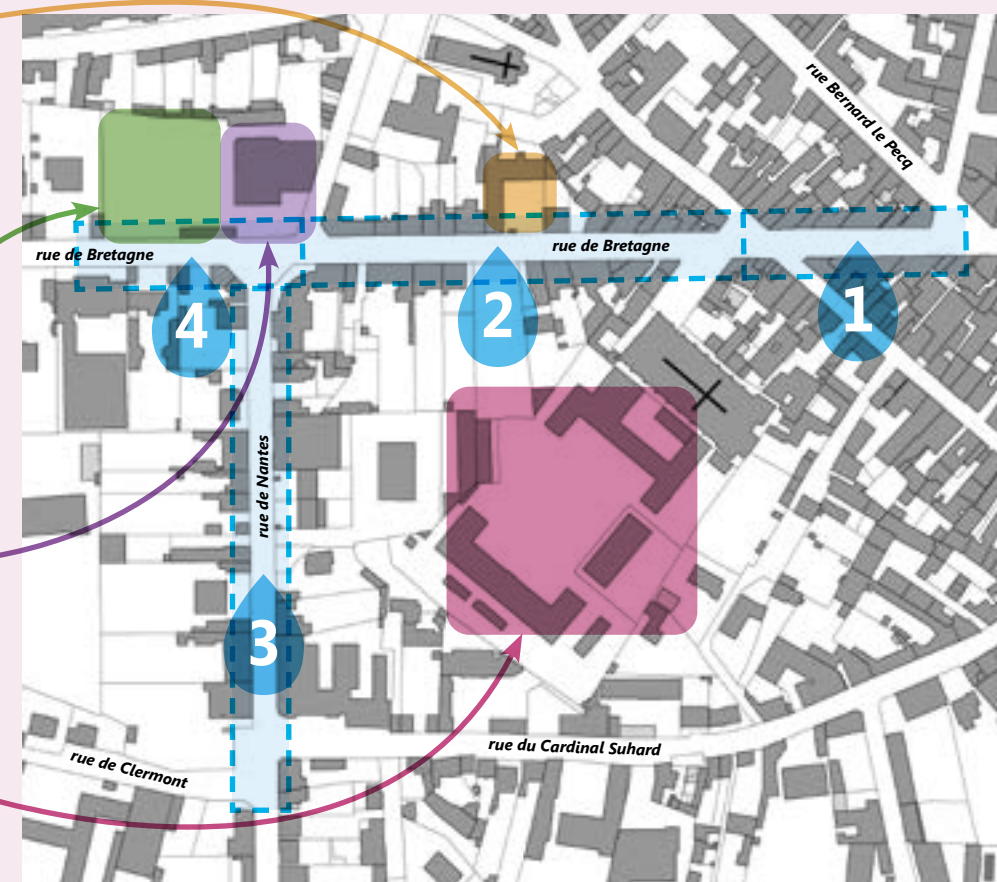 rue Bernard le Pecq
rue de Bretagne
rue de Bretagne
4
2
1
rue de Nantes
3
rue de Clermont
rue du Cardinal Suhard